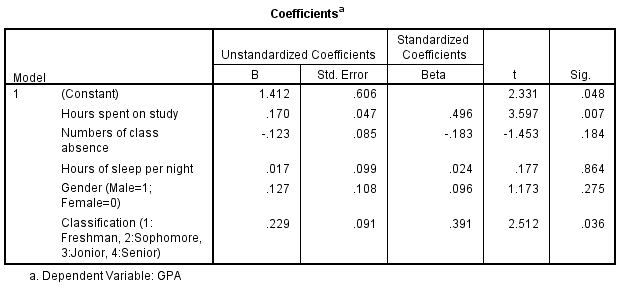 Coefficientsa
Unstandardized Coefficients Standardized Coefficients
Model B Std. Error Beta t Sig.
1 (Constant) 1.412 .606 2.331 .048
Hours spent on study .170 .047 .496 3.597 .007
Numbers of class absence -.123 .085 -.183 -1.453 .184
Hours of sleep per night .017 .099 .024 .177 .864
Gender (Male=1; Female=0) .127 .108 .096 1.173 .275
Classification (1: Freshman, 2:Sophomore, 3:Jonior, 4:Senior) .229 .091 .391 2.512 .036
a. Dependent Variable: GPA